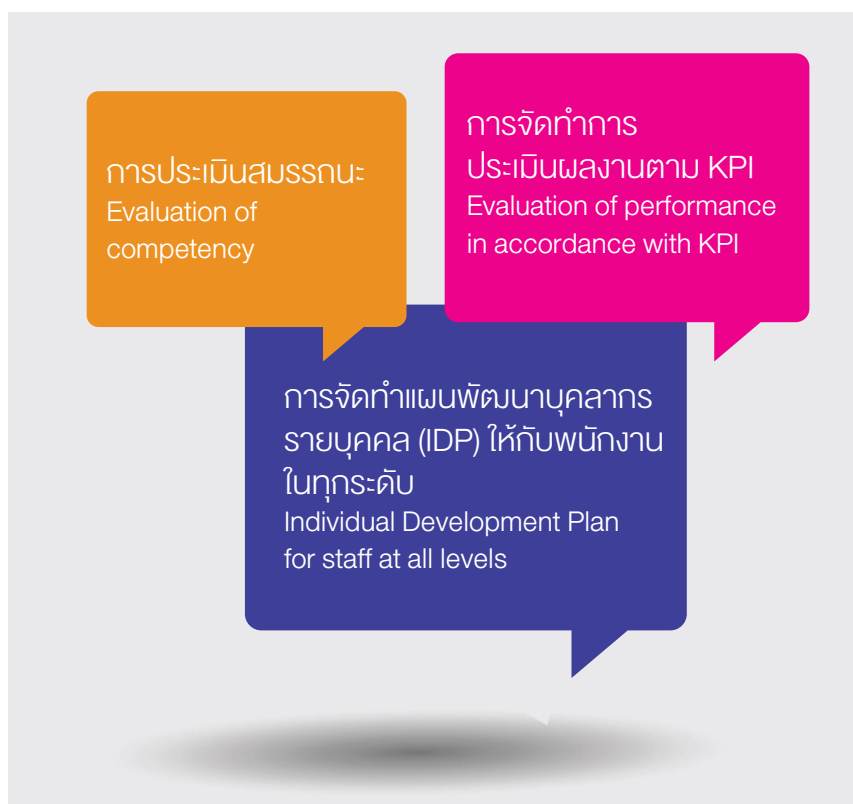 การประเมินสมรรถนะ
Evaluation of
competency
การจัดทำการ
ประเมินผลงานตาม KPI
Evaluation of performance
in accordance with KPI
การจัดทำแผนพัฒนาบุคลากร
รายบุคคล (IDP) ให้กับพนักงาน
ในทุกระดับ
Individual Development Plan
for staff at all levels